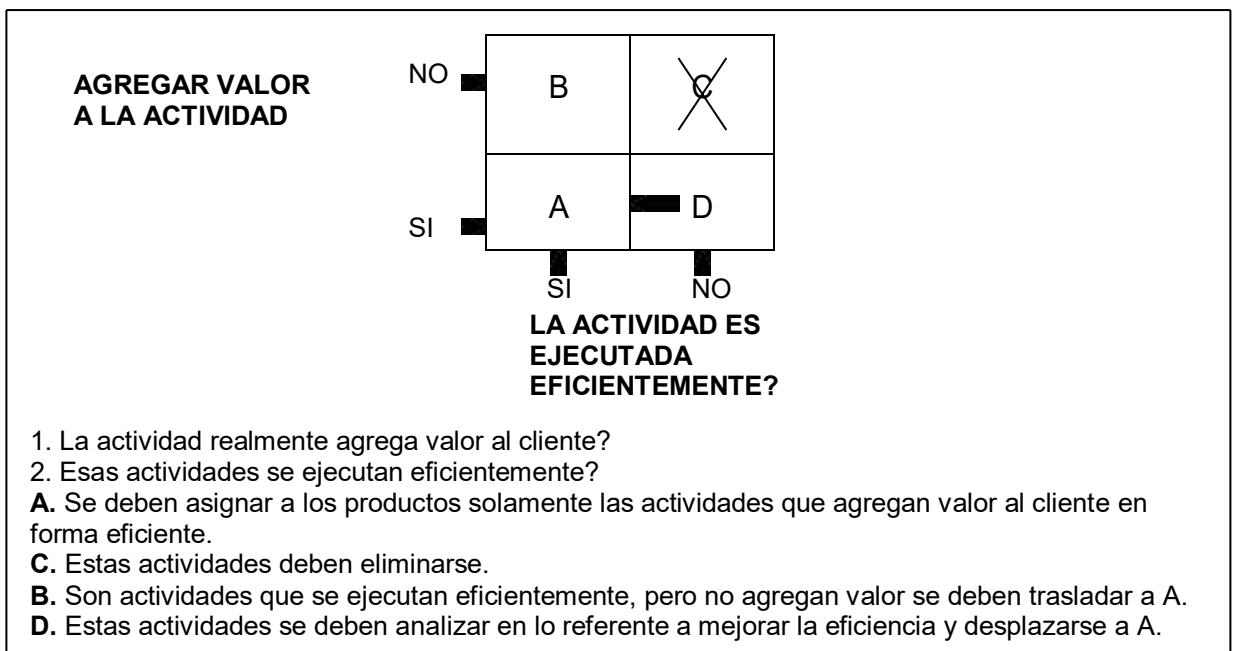 AGREGAR VALOR
A LA ACTIVIDAD
NO
B
C
SI
A
D
SI
NO
LA ACTIVIDAD ES
EJECUTADA
EFICIENTEMENTE?
1. La actividad realmente agrega valor al cliente?
2. Esas actividades se ejecutan eficientemente?
A. Se deben asignar a los productos solamente las actividades que agregan valor al cliente en
forma eficiente.
C. Estas actividades deben eliminarse.
B. Son actividades que se ejecutan eficientemente, pero no agregan valor se deben trasladar a A.
D. Estas actividades se deben analizar en lo referente a mejorar la eficiencia y desplazarse a A.